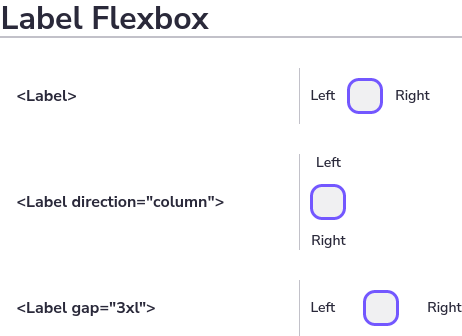 Label Flexbox
<Label> Left Right
Left
<Label direction="column">
Right
<Label gap="3xl"> Left Right